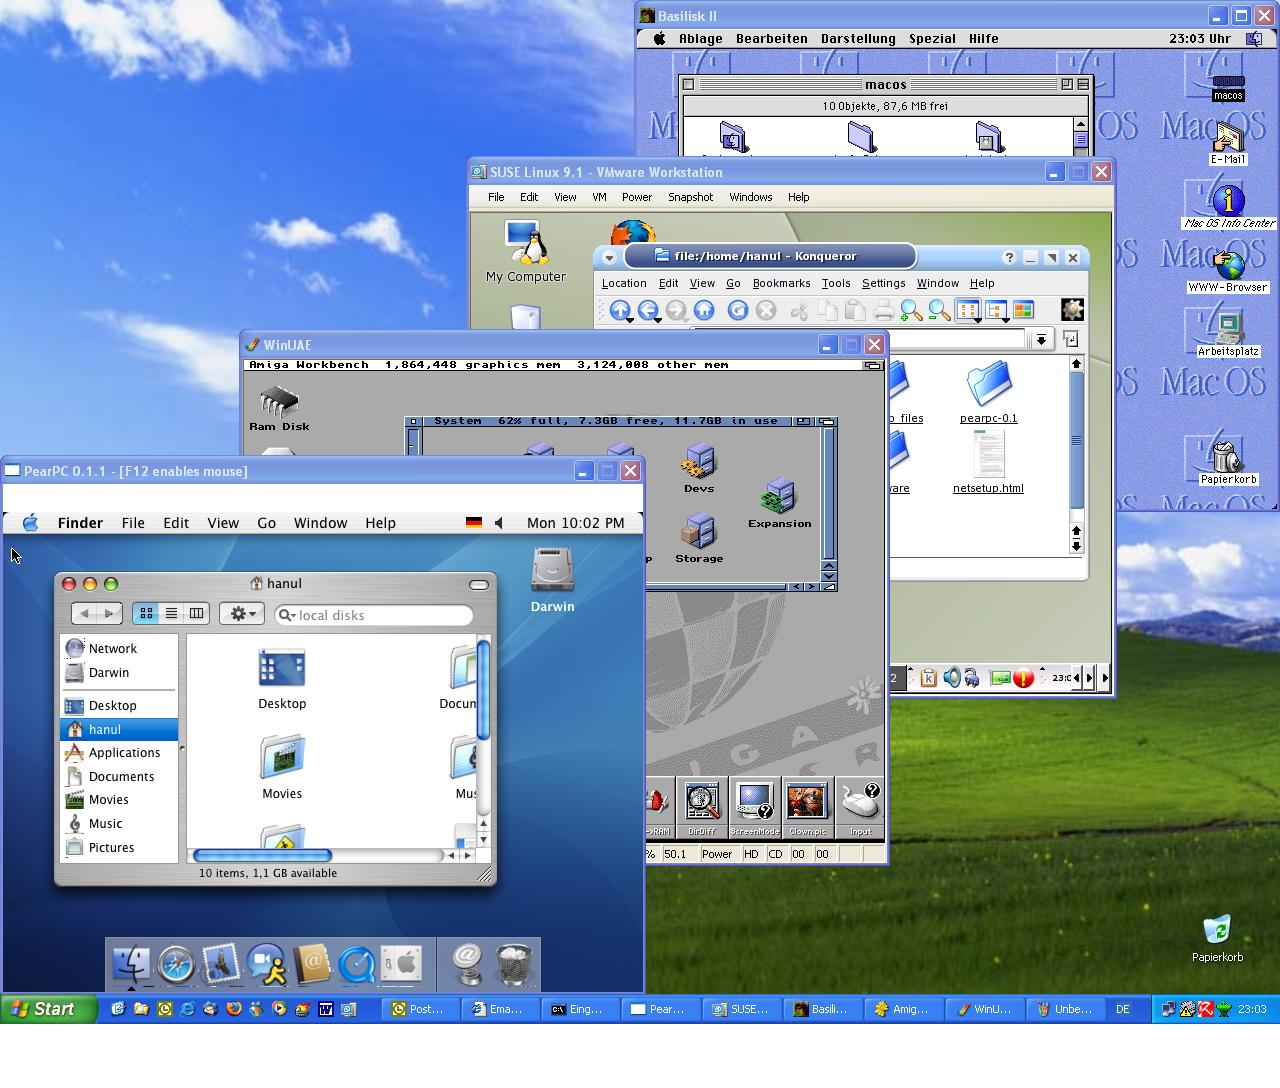 Basilisk II
Ablage Bearbeiten Darstellung Spezial Hilfe 23:03 Uhr
macos
10 Objekte, 87,6 MB frei
macos
E-Mail
Mac OS Info Center
WWW-Browser
Arbeitsplatz
Papierkorb
Mac OS
Mac OS
Mac OS
SUSE Linux 9.1 - VMware Workstation
File Edit View VM Power Snapshot Windows Help
My Computer
file:/home/hanul - Konqueror
Location Edit View Go Bookmarks Tools Settings Window Help
pearpc-0.1
netsetup.html
2
WinUAE
Amiga Workbench 1,864,448 graphics mem 3,124,008 other mem
Ram Disk
System 62% full, 7.3GB free, 11.7GB in use
Devs
Expansion
Storage
->RAM DirDiff ScreenMode Clown.pic Input
% 50.1 Power HD CD 00 00
PearPC 0.1.1 - [F12 enables mouse]
Finder File Edit View Go Window Help Mon 10:02 PM
Darwin
hanul
local disks
Network
Darwin
Desktop
hanul
Applications
Documents
Movies
Music
Pictures
Desktop
Movies
10 items, 1,1 GB available
Papierkorb
Start Post... Ema... Eing... Pear... SUSE... Basili... Amig... WinU... Unbe... DE 23:03